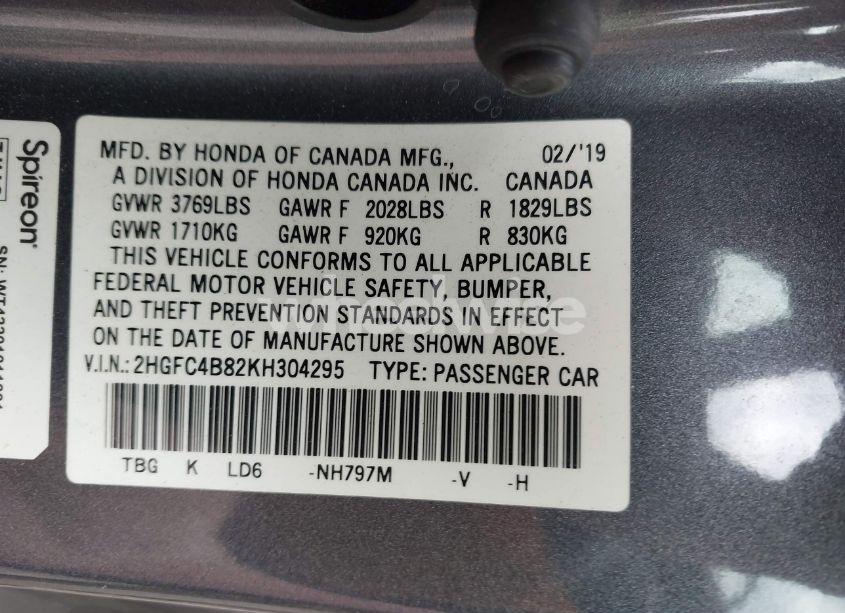 MFD. BY HONDA OF CANADA MFG., 02/'19
A DIVISION OF HONDA CANADA INC. CANADA
GVWR 3769LBS GAWR F 2028LBS R 1829LBS
GVWR 1710KG GAWR F 920KG R 830KG
THIS VEHICLE CONFORMS TO ALL APPLICABLE
FEDERAL MOTOR VEHICLE SAFETY, BUMPER,
AND THEFT PREVENTION STANDARDS IN EFFECT
ON THE DATE OF MANUFACTURE SHOWN ABOVE.
V.I.N.: 2HGFC4B82KH304295 TYPE: PASSENGER CAR
TBG K LD6 -NH797M -V -H
Spireon
SN: